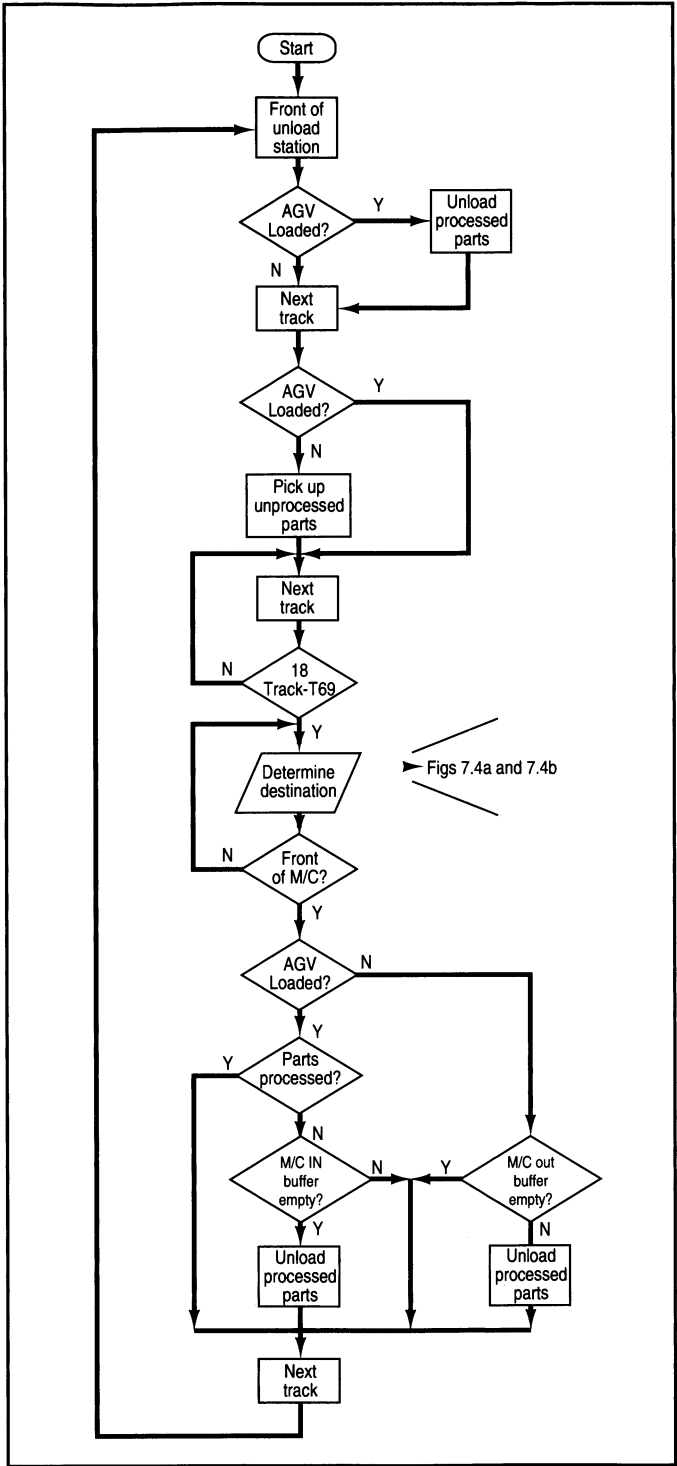 Start
Front of
unload
station
AGV
Loaded?
Y
Unload
processed
parts
N
Next
track
AGV
Loaded?
Y
N
Pick up
unprocessed
parts
Next
track
N
18
Track-T69
Y
Determine
destination
Figs 7.4a and 7.4b
N
Front
of M/C?
Y
AGV
Loaded?
N
Y
Y
Parts
processed?
N
M/C IN
buffer
empty?
N
Y
M/C out
buffer
empty?
Y
N
Unload
processed
parts
Unload
processed
parts
Next
track